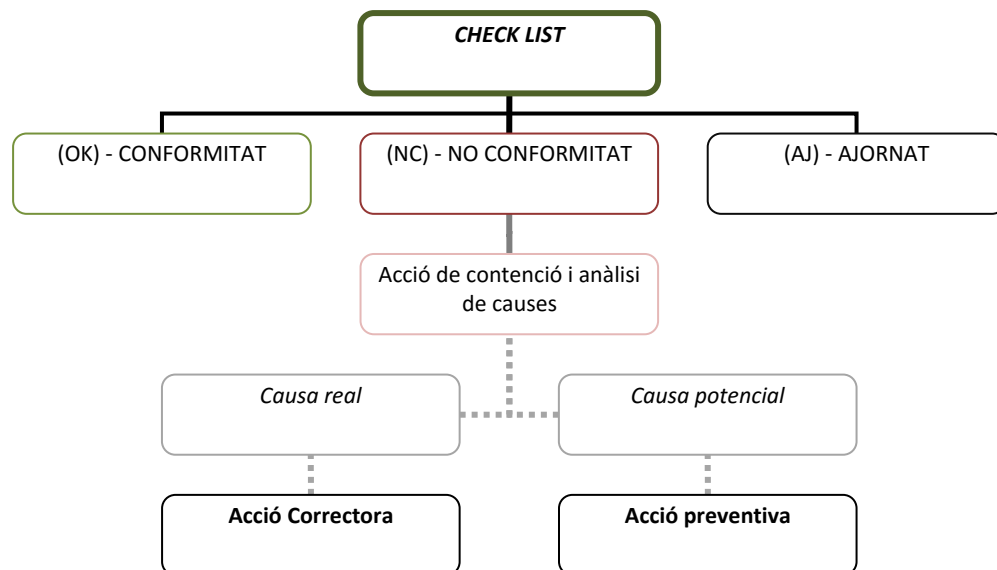 CHECK LIST
(OK) - CONFORMITAT
(NC) - NO CONFORMITAT
(AJ) - AJORNAT
Acció de contenció i anàlisi
de causes
Causa real
Causa potencial
Acció Correctora
Acció preventiva